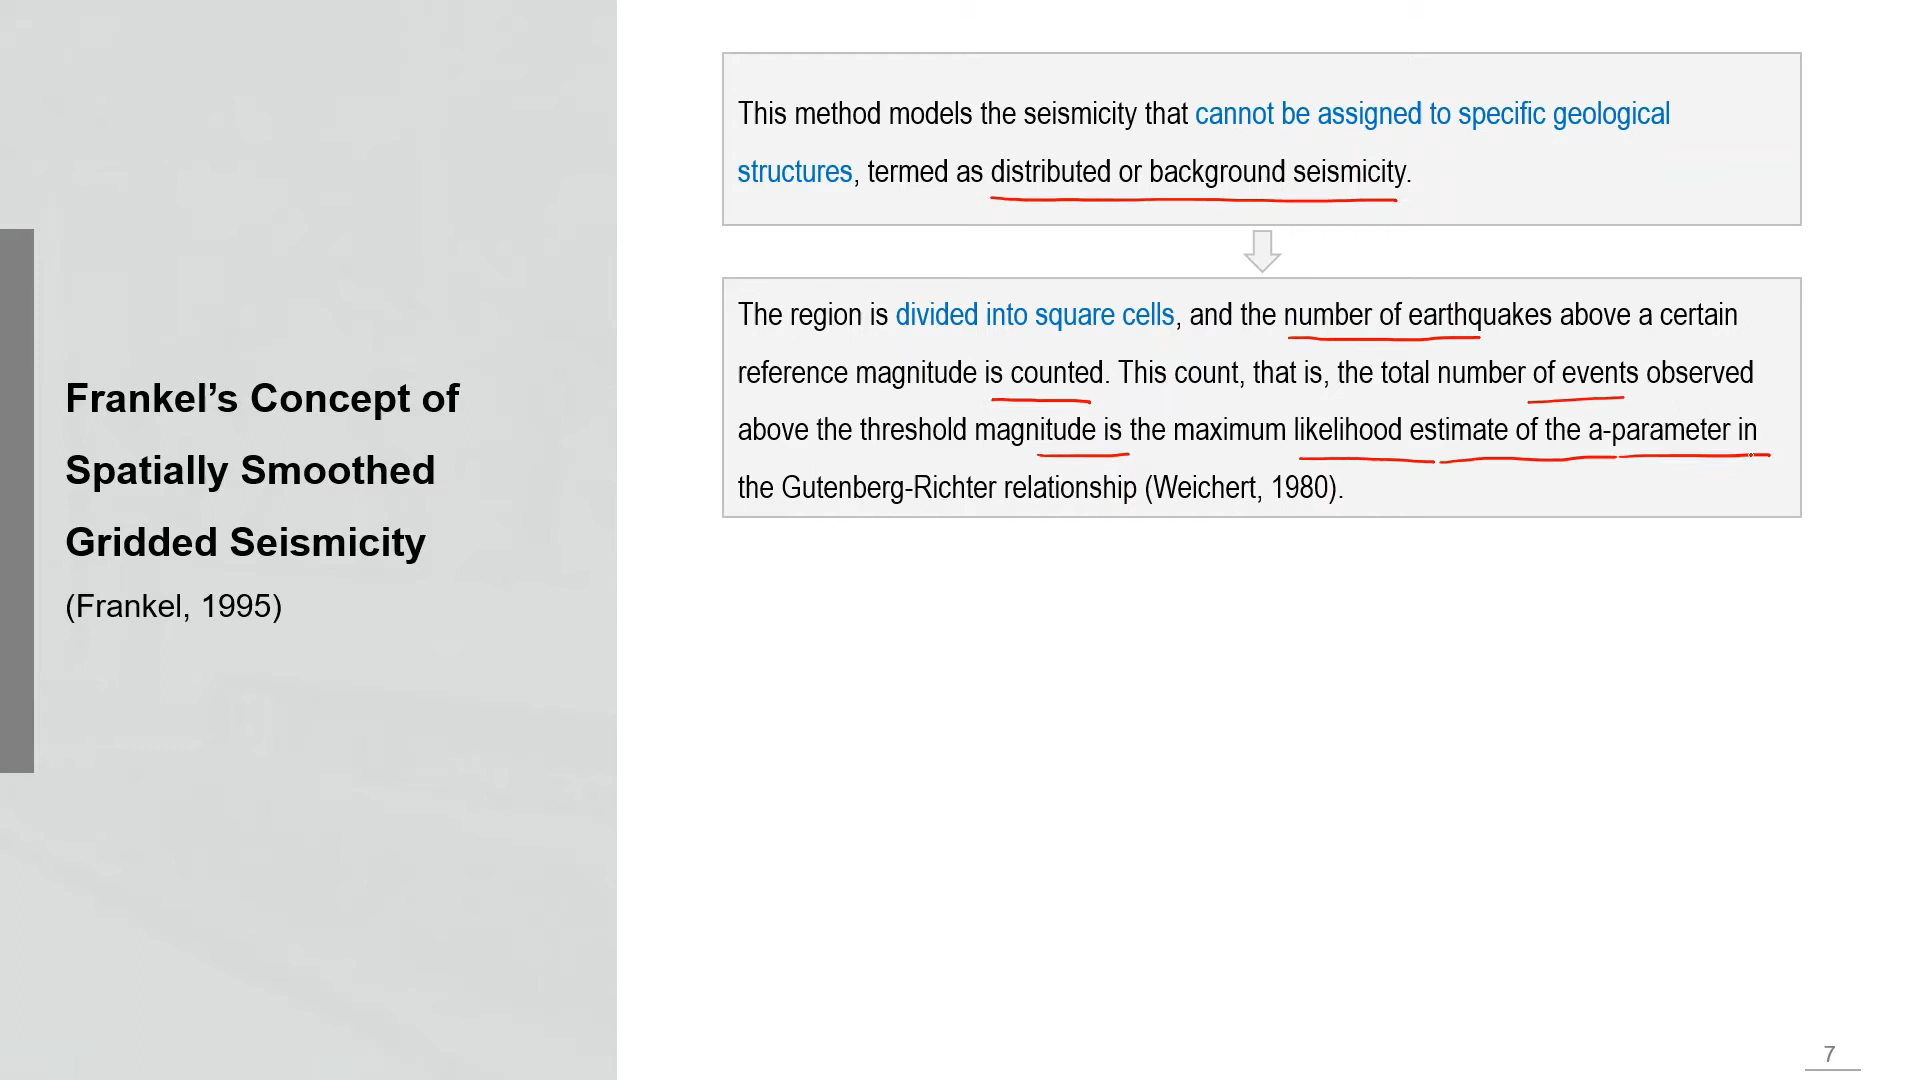 Frankel’s Concept of
Spatially Smoothed
Gridded Seismicity
(Frankel, 1995)
This method models the seismicity that cannot be assigned to specific geological
structures, termed as distributed or background seismicity.
The region is divided into square cells, and the number of earthquakes above a certain
reference magnitude is counted. This count, that is, the total number of events observed
above the threshold magnitude is the maximum likelihood estimate of the a-parameter in
the Gutenberg-Richter relationship (Weichert, 1980).
7